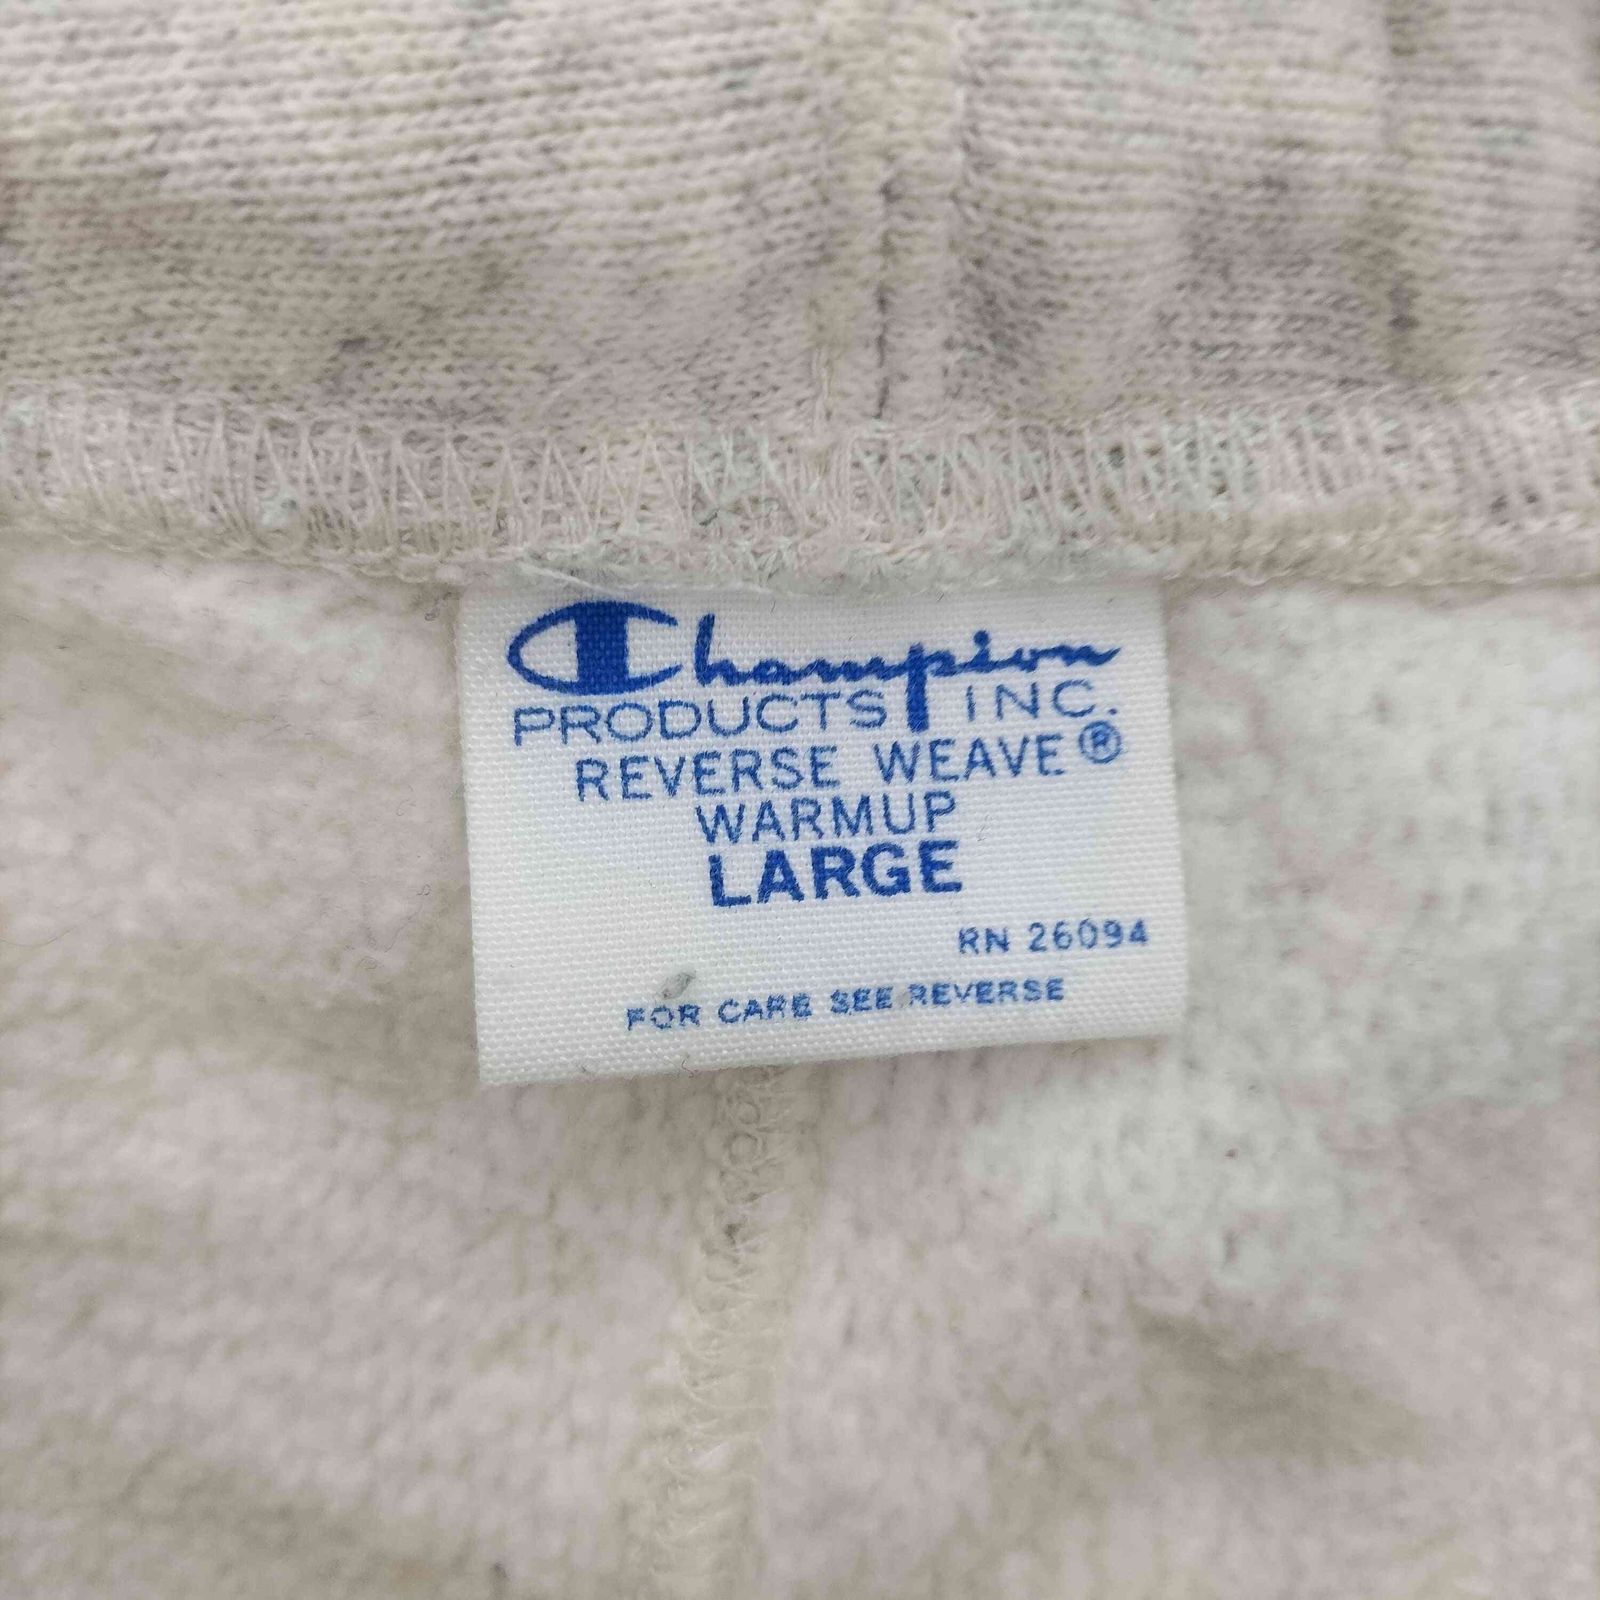 Champion
PRODUCTS INC.
REVERSE WEAVE®
WARMUP
LARGE
RN 26094
FOR CARE SEE REVERSE